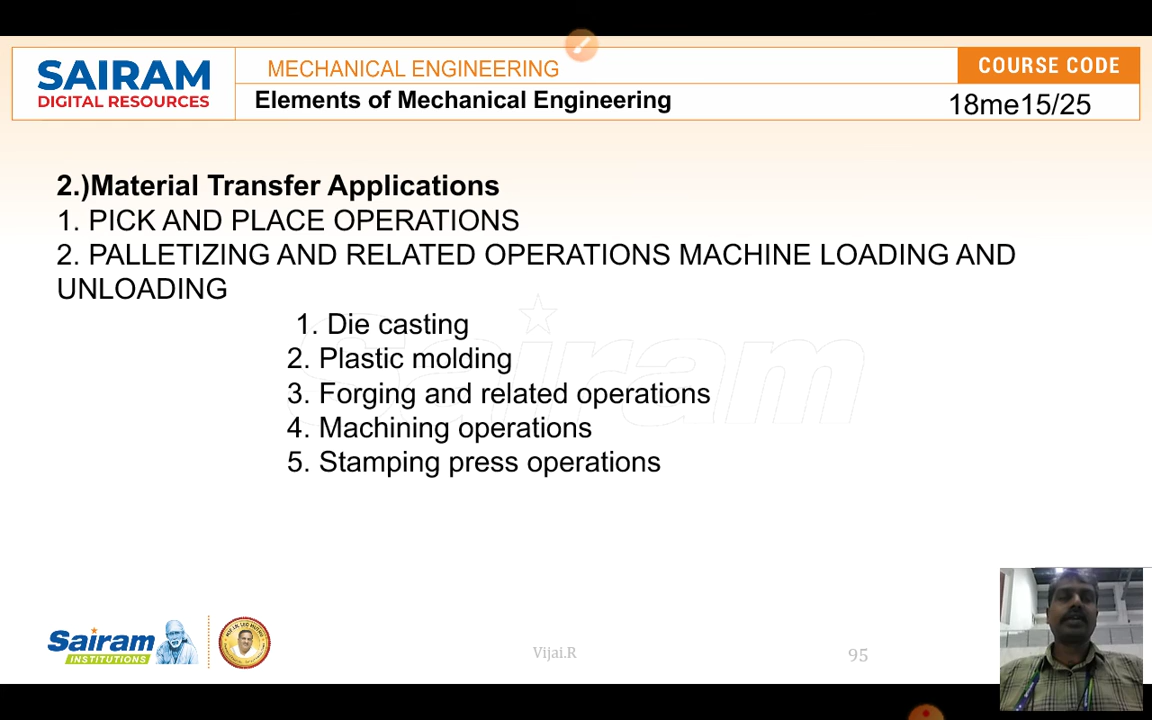 SAIRAM
DIGITAL RESOURCES
MECHANICAL ENGINEERING
COURSE CODE
Elements of Mechanical Engineering
18me15/25
2.)Material Transfer Applications
1. PICK AND PLACE OPERATIONS
2. PALLETIZING AND RELATED OPERATIONS MACHINE LOADING AND
UNLOADING
1. Die casting
2. Plastic molding
3. Forging and related operations
4. Machining operations
5. Stamping press operations
Sairam
Sairam
INSTITUTIONS
Vijai.R
95